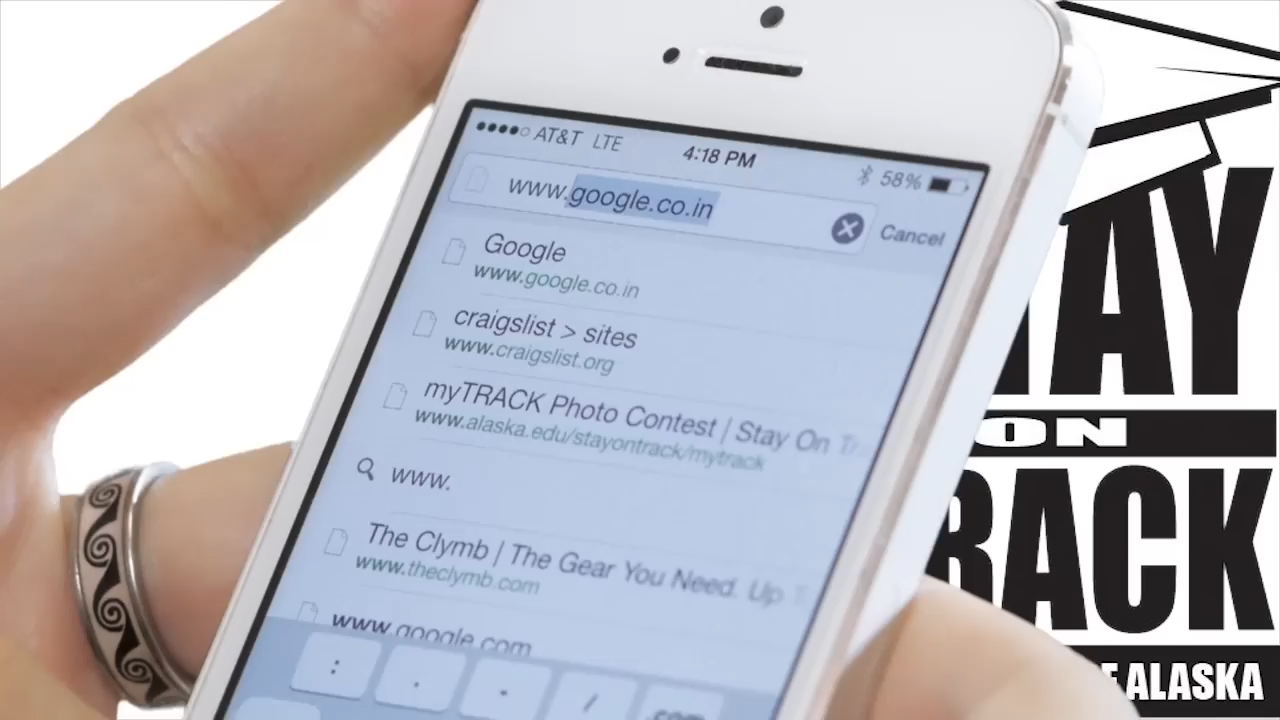 AT&T LTE 4:18 PM 58%
www.google.co.in Cancel
Google
www.google.co.in
craigslist > sites
www.craigslist.org
myTRACK Photo Contest | Stay On
www.alaska.edu/stayontrack/mytrack
www.
The Clymb | The Gear You Need. Up
www.theclymb.com
www.google.com
: . - / .com
TAY
ON
RACK
ALASKA